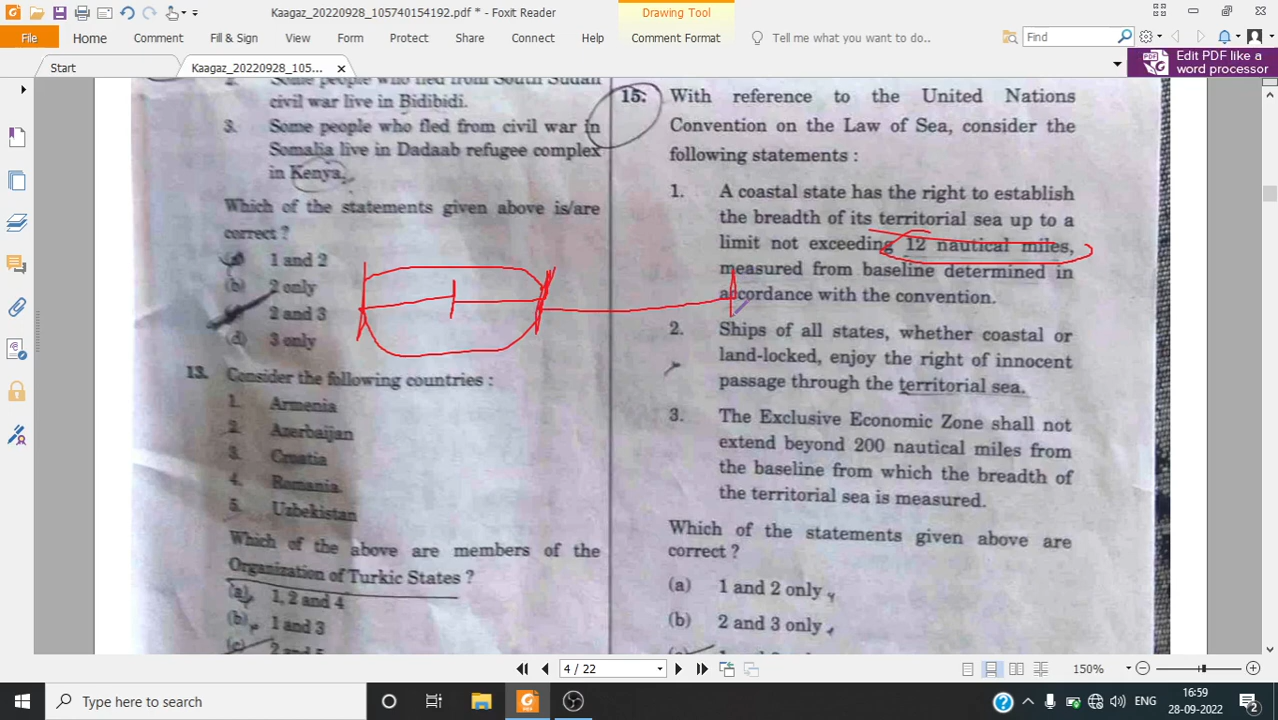 Kaagaz_20220928_105740154192.pdf * - Foxit Reader
Drawing Tool
File
Home
Comment
View
Form
Protect
Share
Connect
Help
Fill & Sign
Comment Format
Tell me what you want to do..
Find
Start
Kaagaz_20220928_105...
Edit PDF like a
word processor
2. Some people who fled from South Sudan
civil war live in Bidibidi.
3. Some people who fled from civil war in
Somalia live in Dadaab refugee complex
in Kenya.
Which of the statements given above is/are
correct ?
(a) 1 and 2
(b) 2 only
2 and 3
(d) 3 only
13. Consider the following countries :
1. Armenia
2. Azerbaijan
3. Croatia
4. Romania
5. Uzbekistan
Which of the above are members of the
Organization of Turkic States ?
(a) 1, 2 and 4
(b) 1 and 3
(c) 2 and 5
15. With reference to the United Nations
Convention on the Law of Sea, consider the
following statements :
1. A coastal state has the right to establish
the breadth of its territorial sea up to a
limit not exceeding 12 nautical miles,
measured from baseline determined in
accordance with the convention.
2. Ships of all states, whether coastal or
land-locked, enjoy the right of innocent
passage through the territorial sea.
3. The Exclusive Economic Zone shall not
extend beyond 200 nautical miles from
the baseline from which the breadth of
the territorial sea is measured.
Which of the statements given above are
correct ?
(a) 1 and 2 only
(b) 2 and 3 only
4 / 22
150%
Type here to search
ENG
16:59
28-09-2022
2